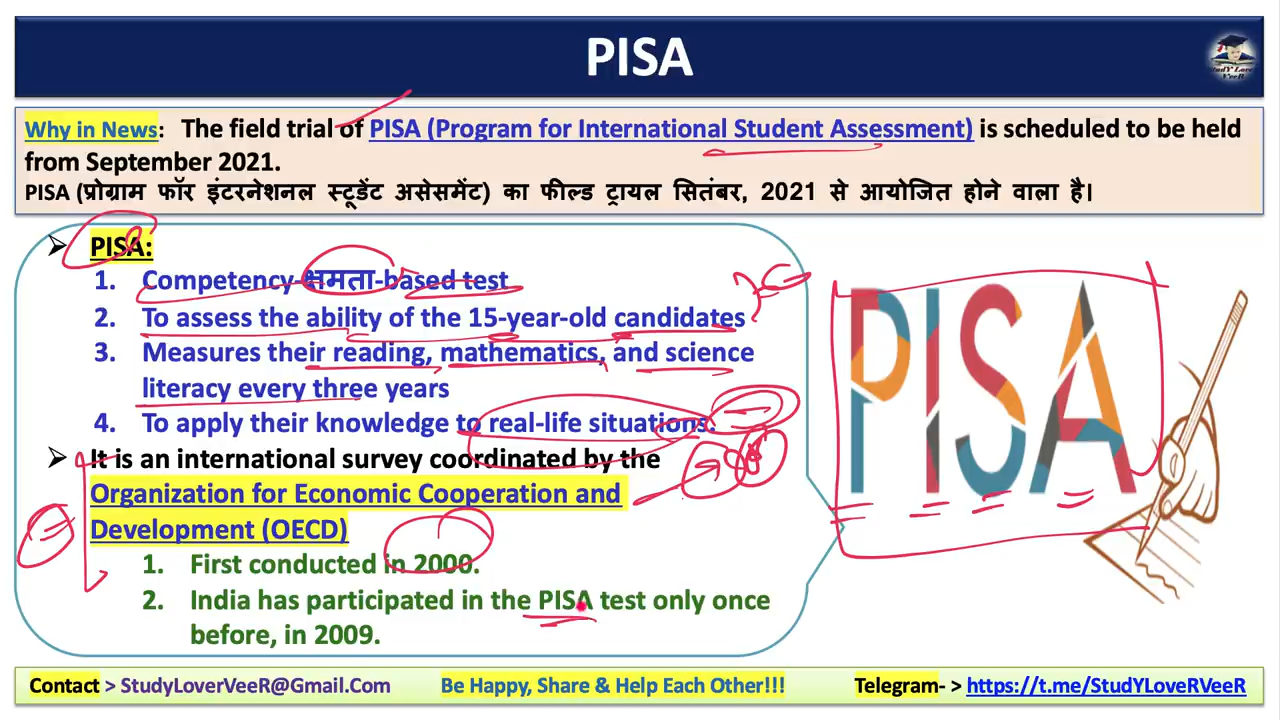 PISA
StudY Lover
VeeR
Why in News: The field trial of PISA (Program for International Student Assessment) is scheduled to be held
from September 2021.
PISA (प्रोग्राम फॉर इंटरनेशनल स्टूडेंट असेसमेंट) का फील्ड ट्रायल सितंबर, 2021 से आयोजित होने वाला है।
➢ PISA:
1. Competency-क्षमता-based test
2. To assess the ability of the 15-year-old candidates
3. Measures their reading, mathematics, and science
literacy every three years
4. To apply their knowledge to real-life situations.
➢ It is an international survey coordinated by the
Organization for Economic Cooperation and
Development (OECD)
1. First conducted in 2000.
2. India has participated in the PISA test only once
before, in 2009.
PISA
Contact > StudyLoverVeeR@Gmail.Com Be Happy, Share & Help Each Other!!! Telegram- > https://t.me/StudYLoveRVeeR